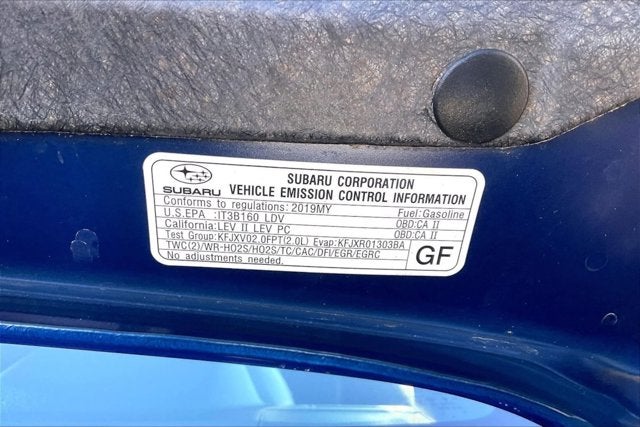 SUBARU CORPORATION
SUBARU VEHICLE EMISSION CONTROL INFORMATION
Conforms to regulations: 2019MY Fuel:Gasoline
U.S.EPA :IT3B160 LDV OBD:CA II
California:LEV II LEV PC OBD:CA II
Test Group:KFJXV02.0FPT(2.0L) Evap:KFJXR01303BA
TWC(2)/WR-HO2S/HO2S/TC/CAC/DFI/EGR/EGRC
No adjustments needed.
GF